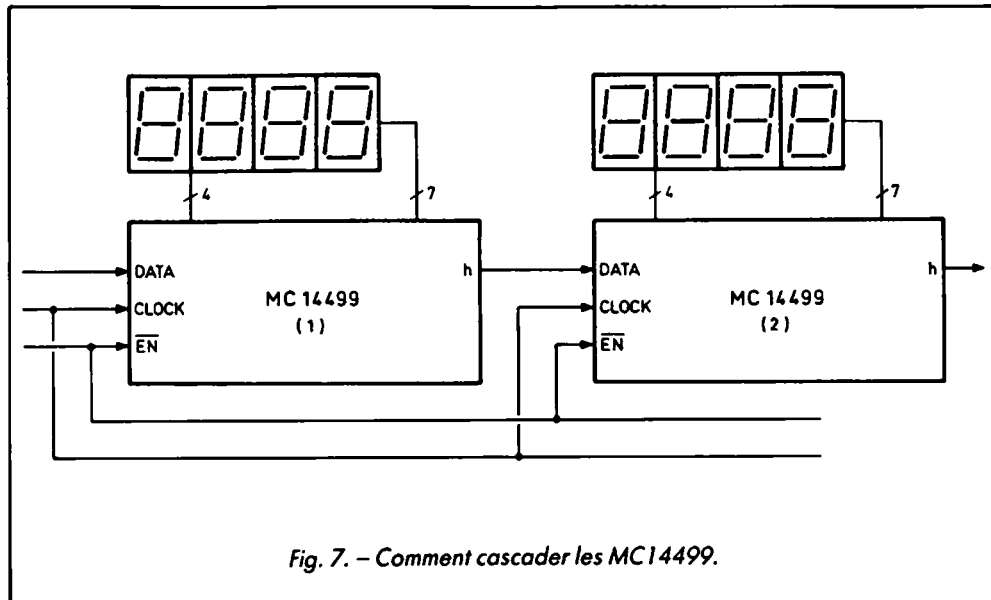 4
7
4
7
DATA
h
CLOCK
EN
MC 14499
(1)
DATA
h
CLOCK
EN
MC 14499
(2)
Fig. 7. – Comment cascader les MC14499.